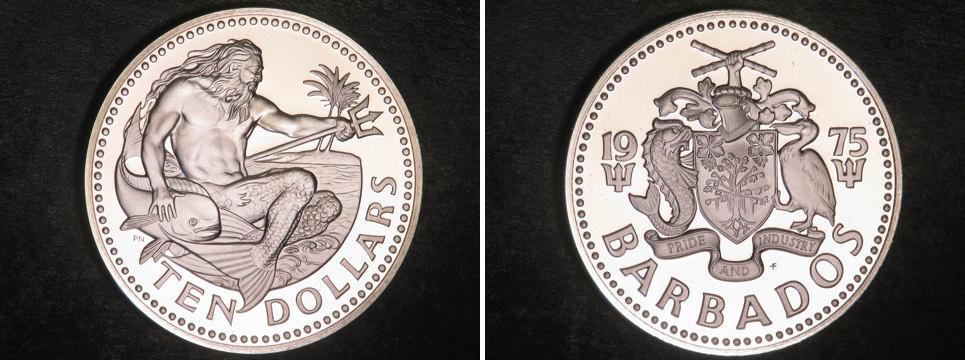 PN
TEN DOLLARS
19 75
PRIDE AND INDUSTRY
BARBADOS